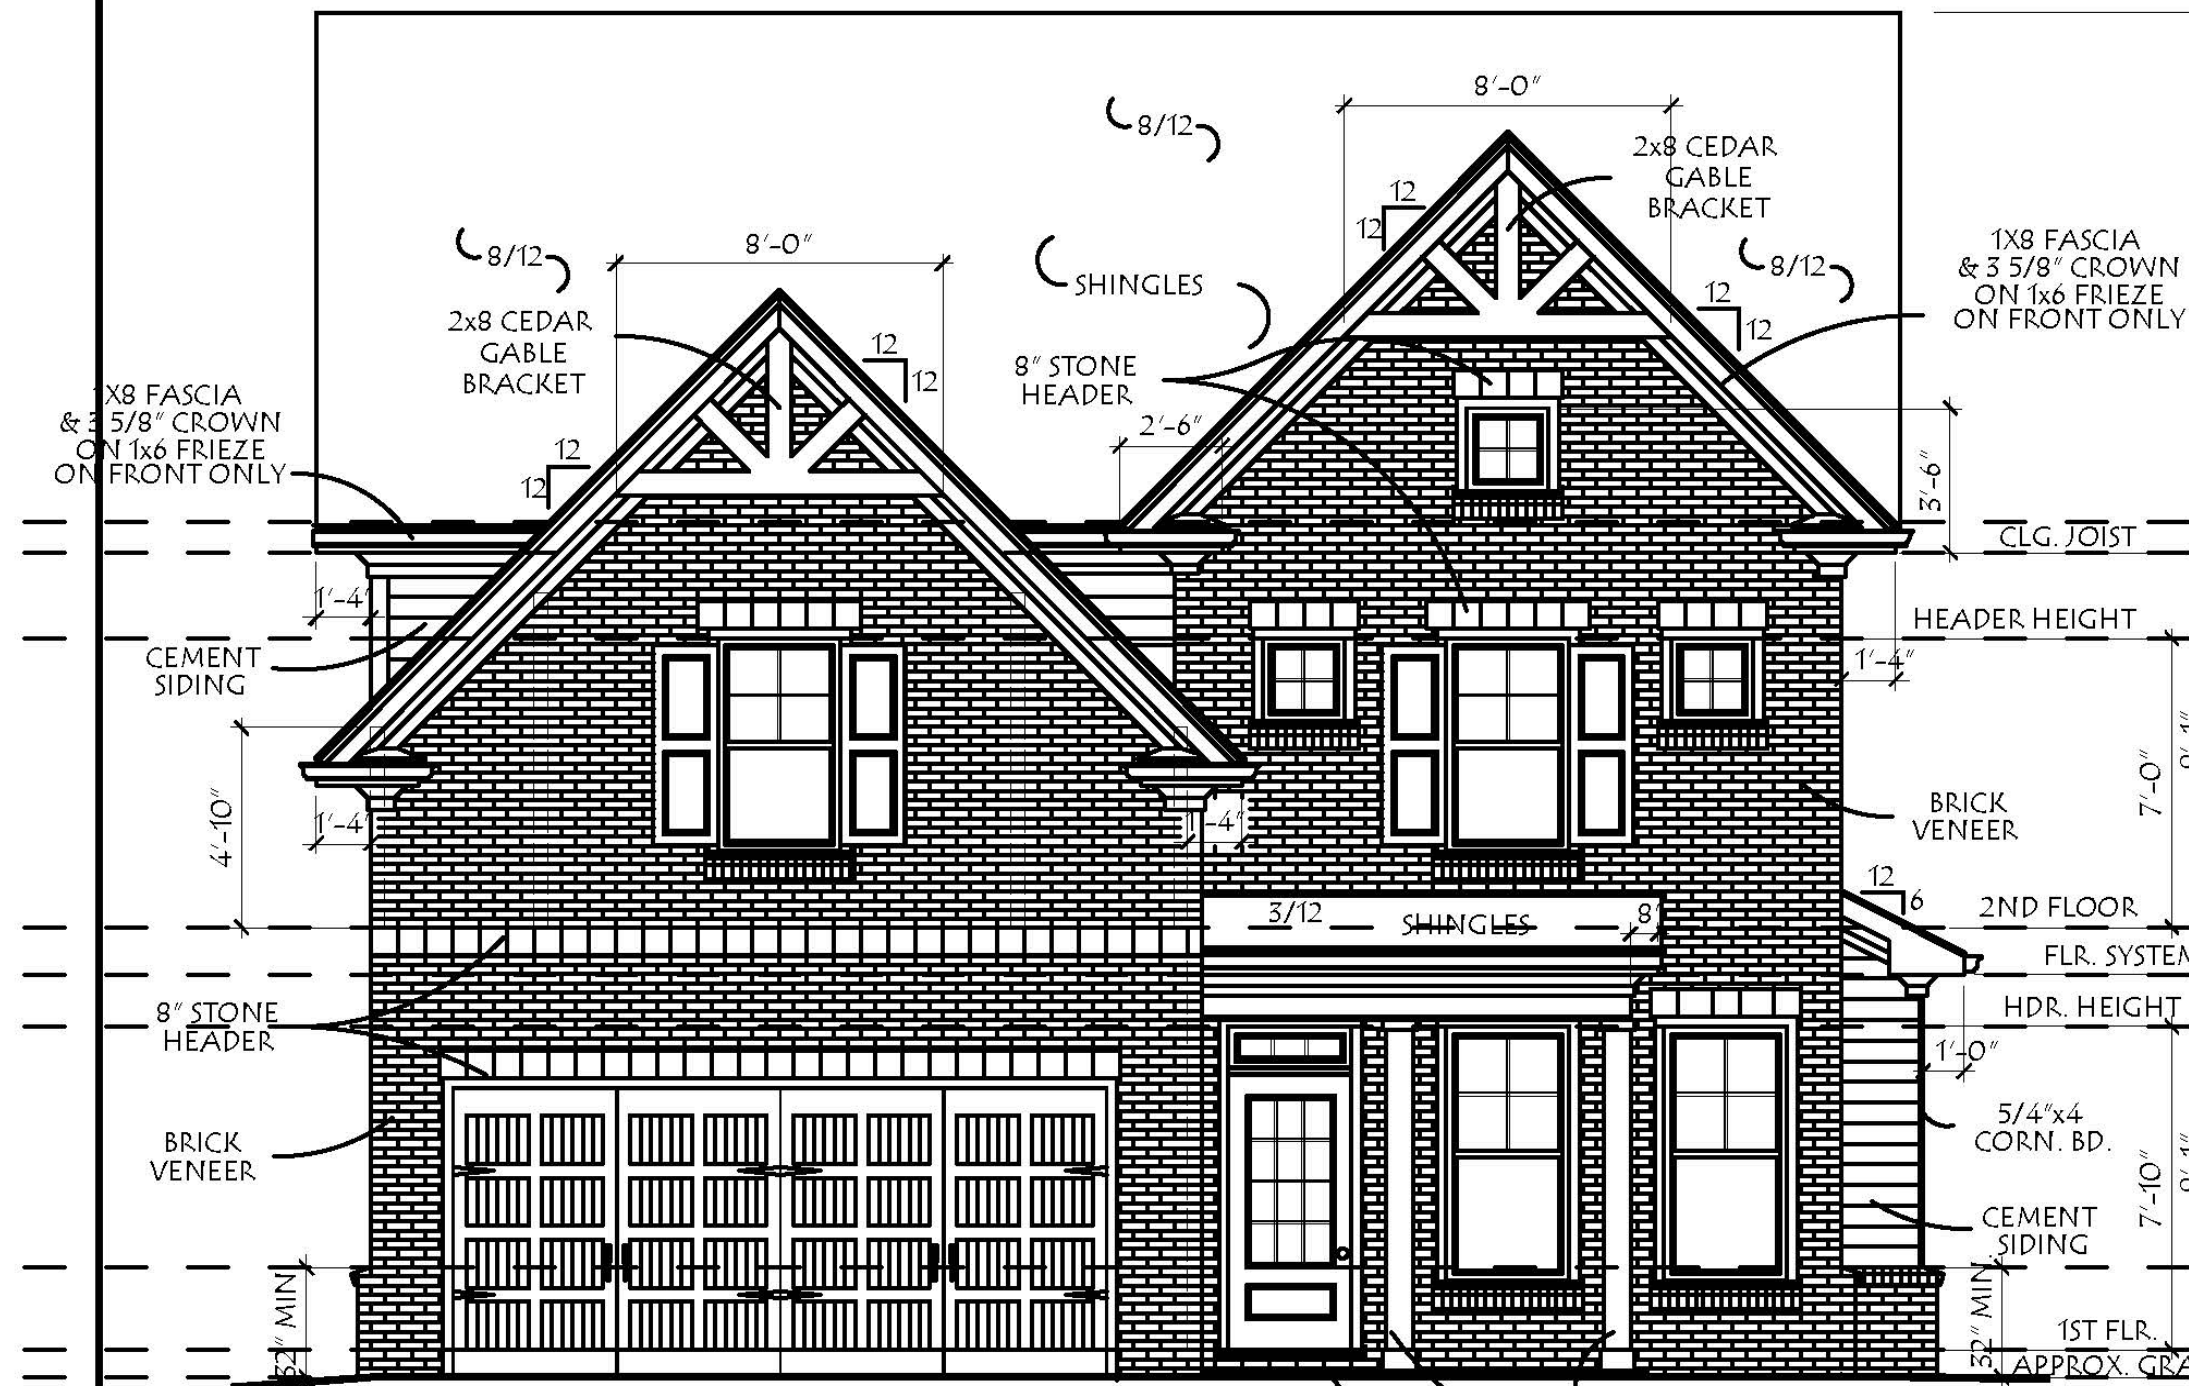 8'-0"
8/12
2x8 CEDAR
GABLE
BRACKET
12
12
8'-0"
8/12
1X8 FASCIA
& 3 5/8" CROWN
ON 1x6 FRIEZE
ON FRONT ONLY
8/12
SHINGLES
12
12
2x8 CEDAR
GABLE
BRACKET
12
12
8" STONE
HEADER
1X8 FASCIA
& 3 5/8" CROWN
ON 1x6 FRIEZE
ON FRONT ONLY
2'-6"
12
12
3'-6"
CLG. JOIST
1'-4"
HEADER HEIGHT
CEMENT
SIDING
1'-4"
7'-0"
4'-10"
1'-4"
1'-4"
BRICK
VENEER
12
6
3/12
SHINGLES
8"
2ND FLOOR
FLR. SYSTEM
8" STONE
HEADER
HDR. HEIGHT
1'-0"
BRICK
VENEER
5/4"x4
CORN. BD.
7'-10"
CEMENT
SIDING
32" MIN
32" MIN.
1ST FLR.
APPROX.